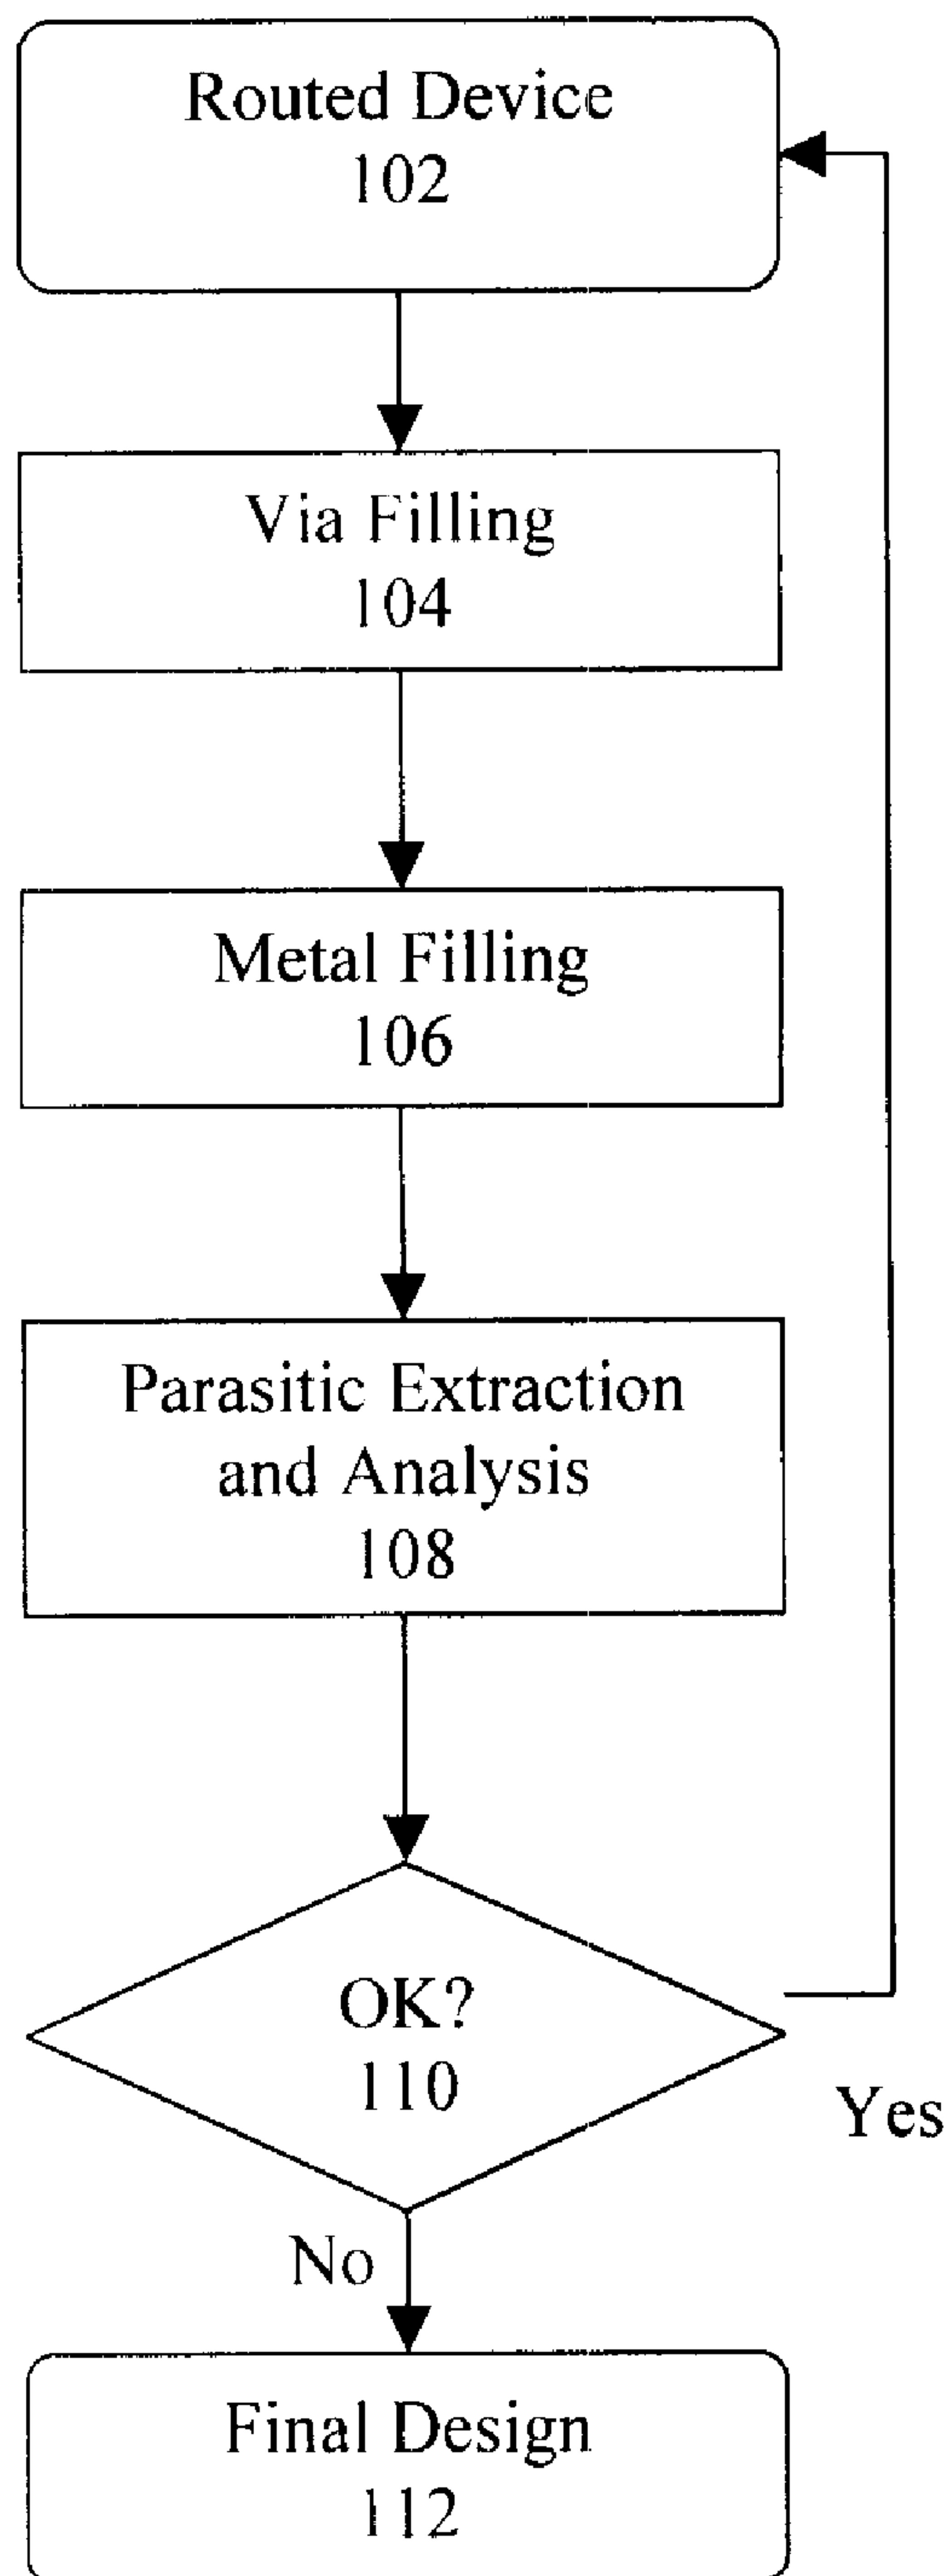 Routed Device
102
Via Filling
104
Metal Filling
106
Parasitic Extraction
and Analysis
108
OK?
110
Yes
No
Final Design
112